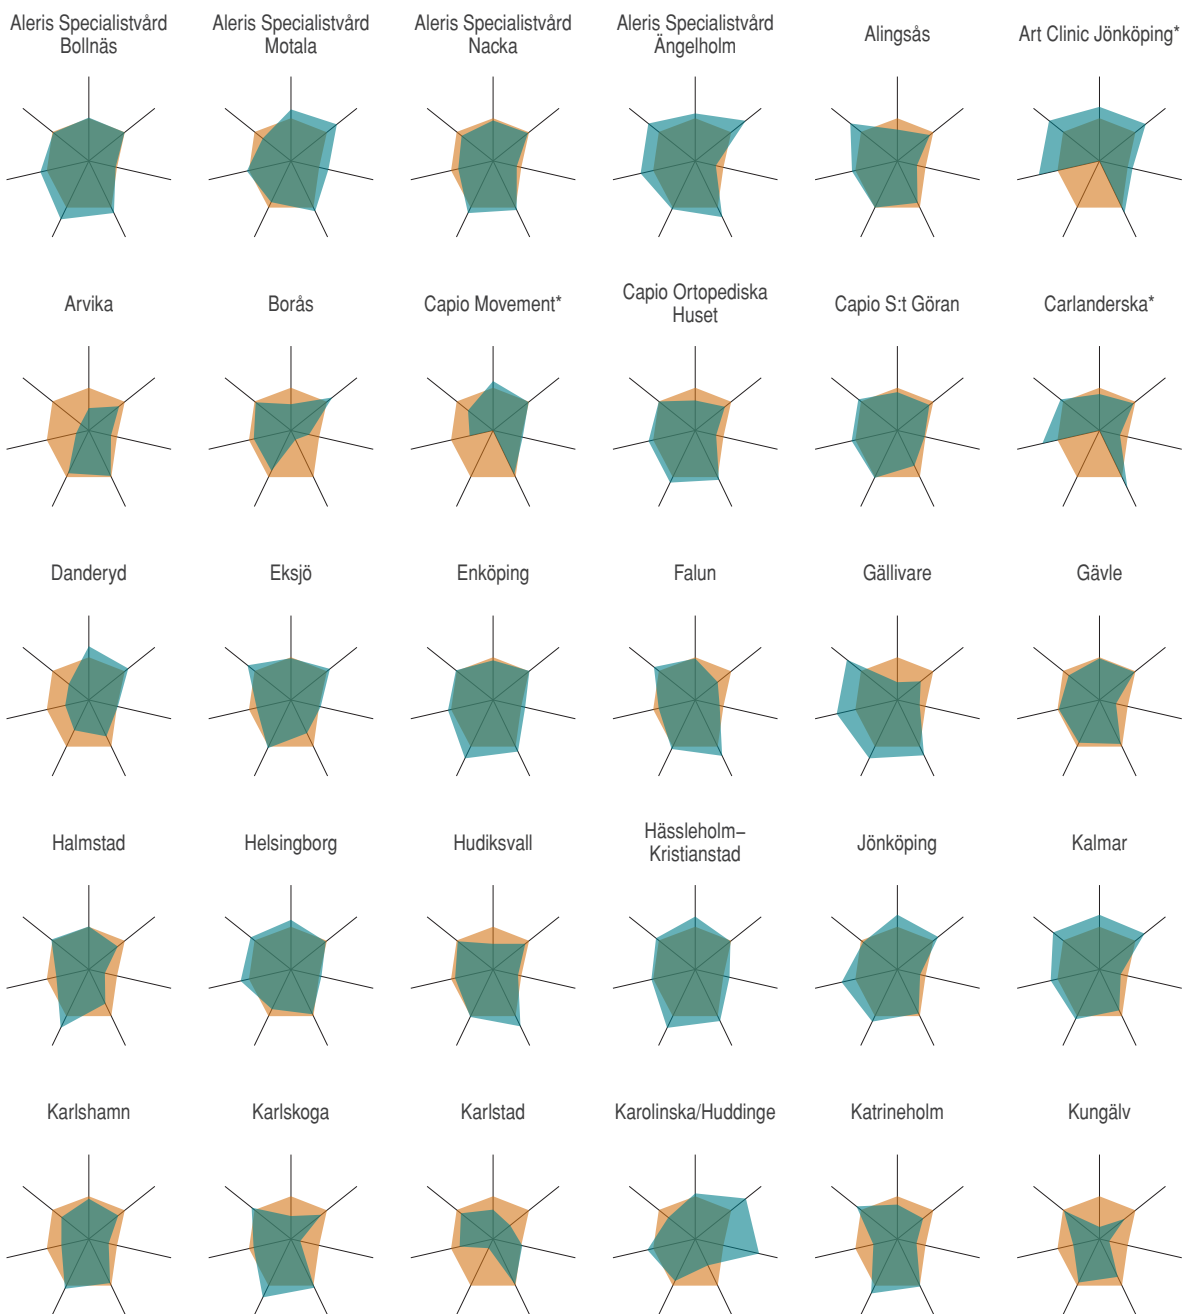 Aleris Specialistvård
Bollnäs
Aleris Specialistvård
Motala
Aleris Specialistvård
Nacka
Aleris Specialistvård
Ängelholm
Alingsås
Art Clinic Jönköping*
Arvika
Borås
Capio Movement*
Capio Ortopediska
Huset
Capio S:t Göran
Carlanderska*
Danderyd
Eksjö
Enköping
Falun
Gällivare
Gävle
Halmstad
Helsingborg
Hudiksvall
Hässleholm−
Kristianstad
Jönköping
Kalmar
Karlshamn
Karlskoga
Karlstad
Karolinska/Huddinge
Katrineholm
Kungälv